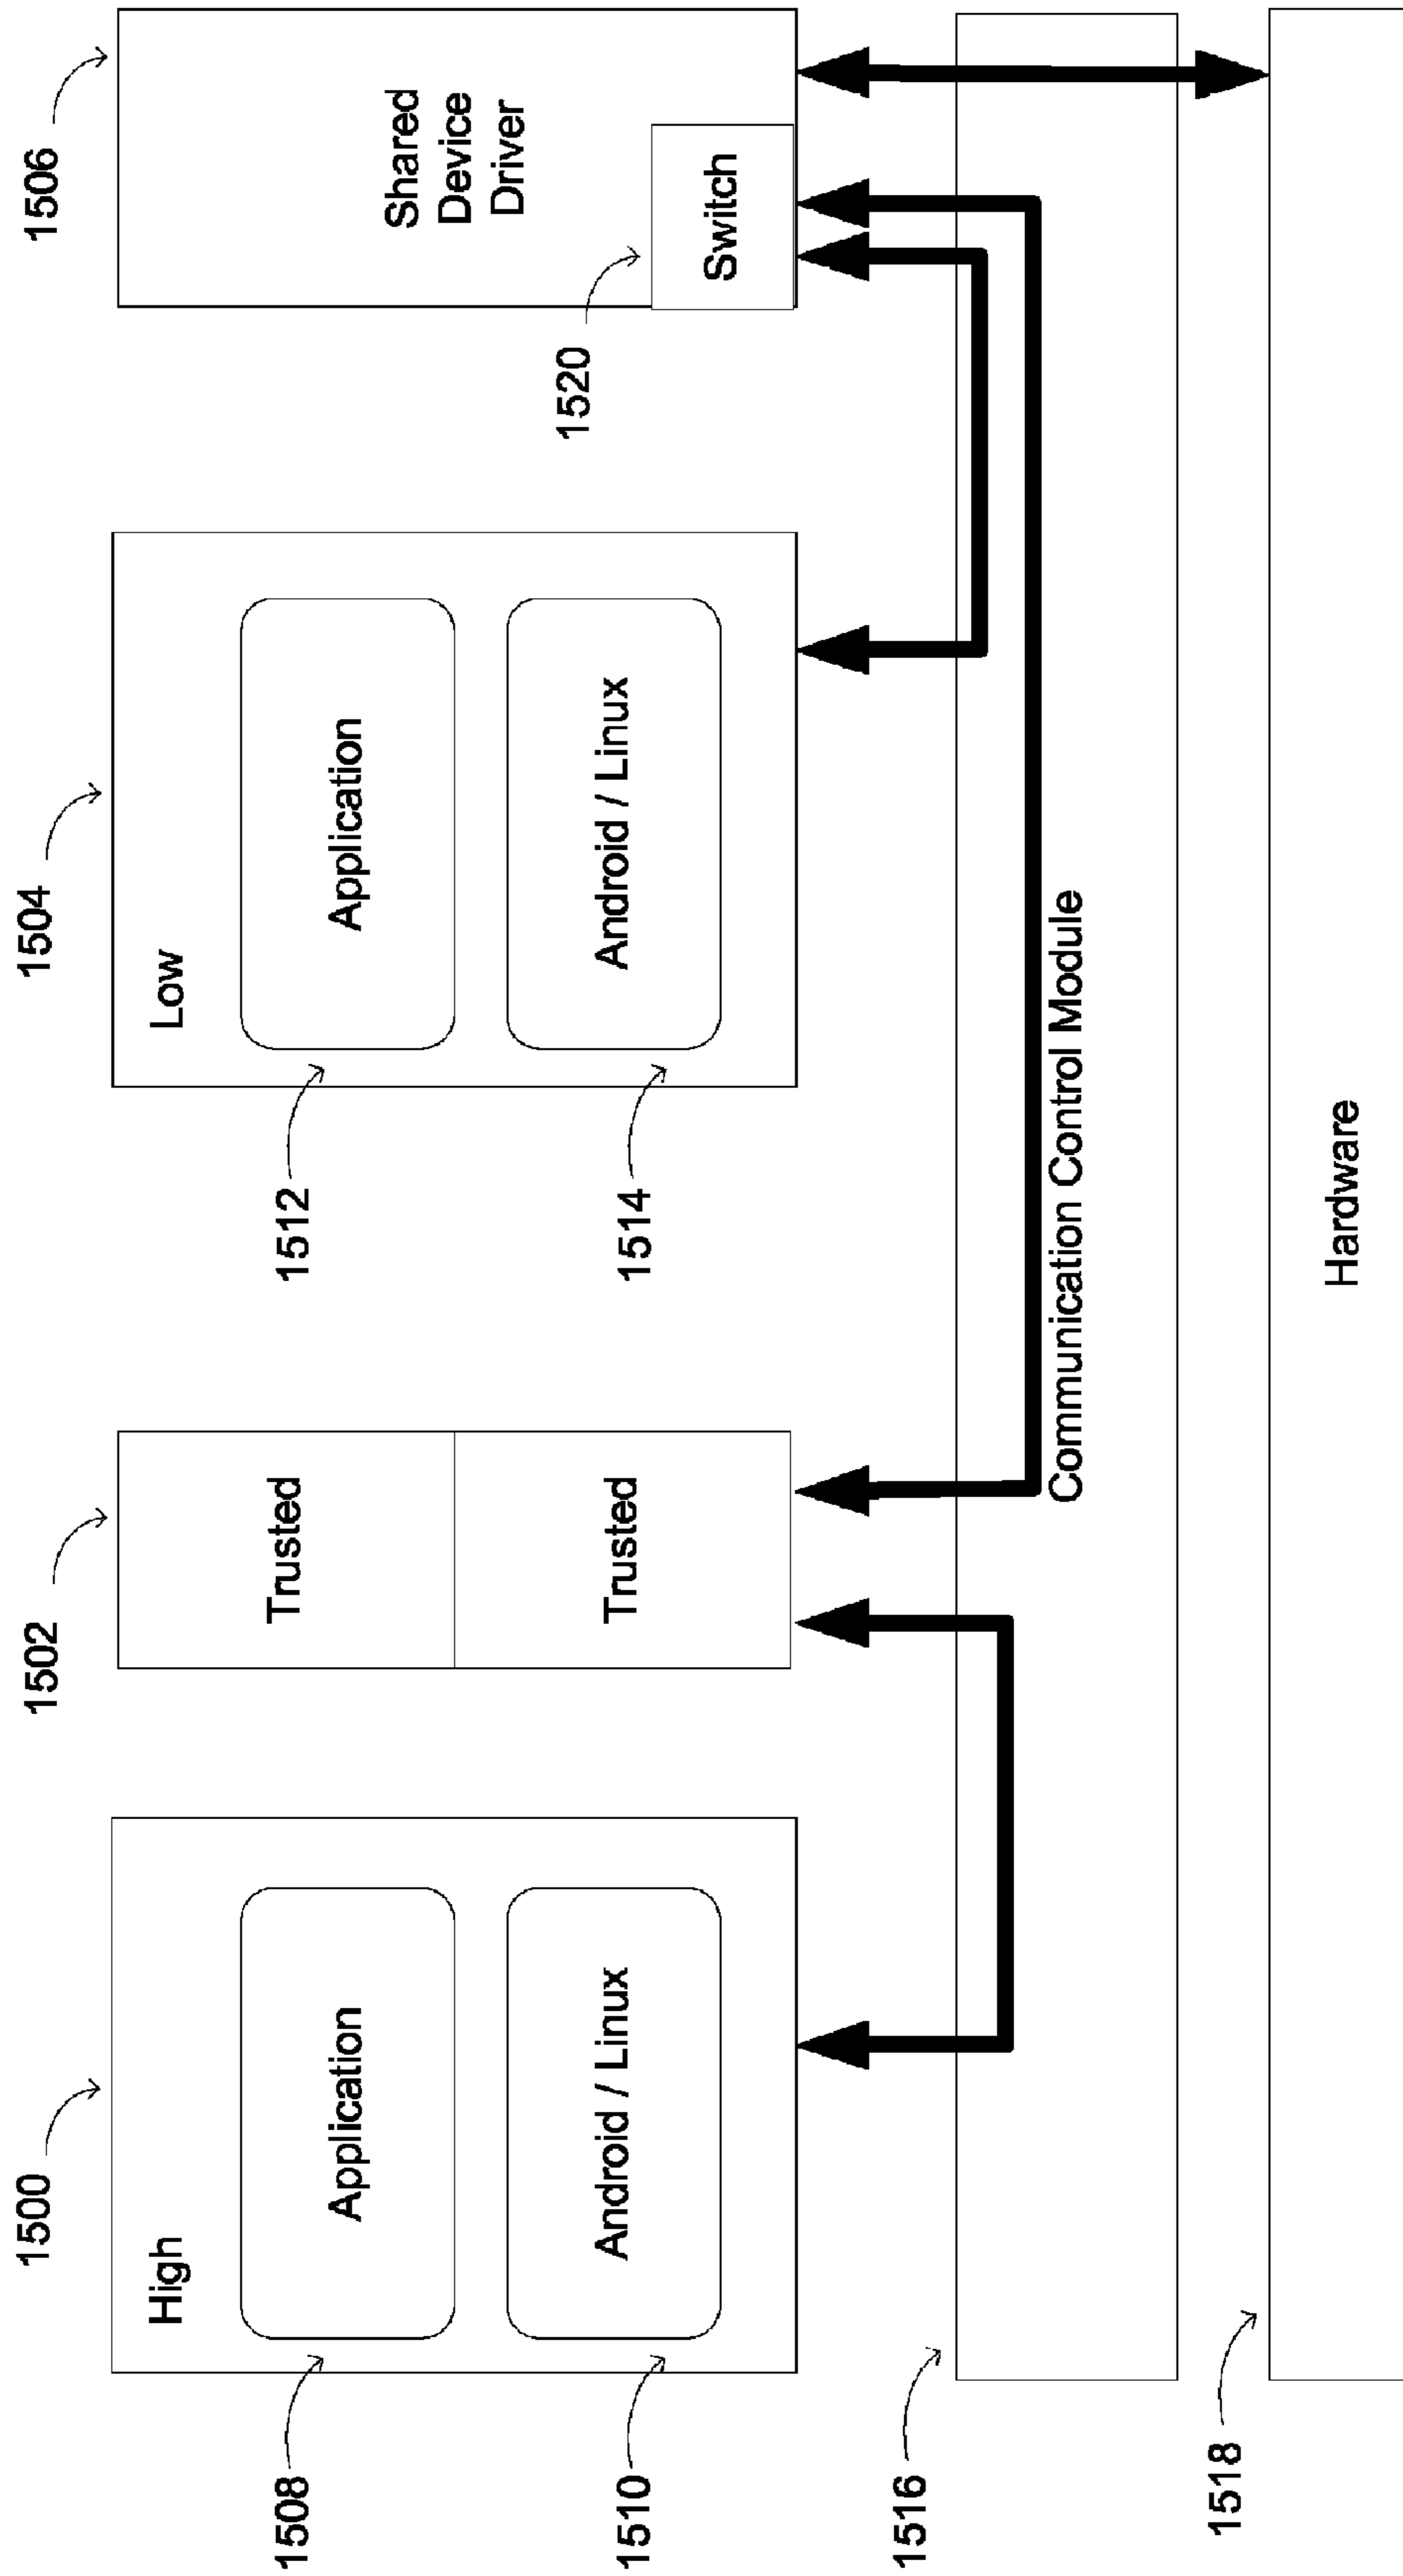 1500
1502
1504
1506
High
Trusted
Low
Shared
Device
Driver
1508
Application
1512
Application
1520
1510
Android / Linux
Trusted
1514
Android / Linux
Switch
1516
Communication Control Module
1518
Hardware